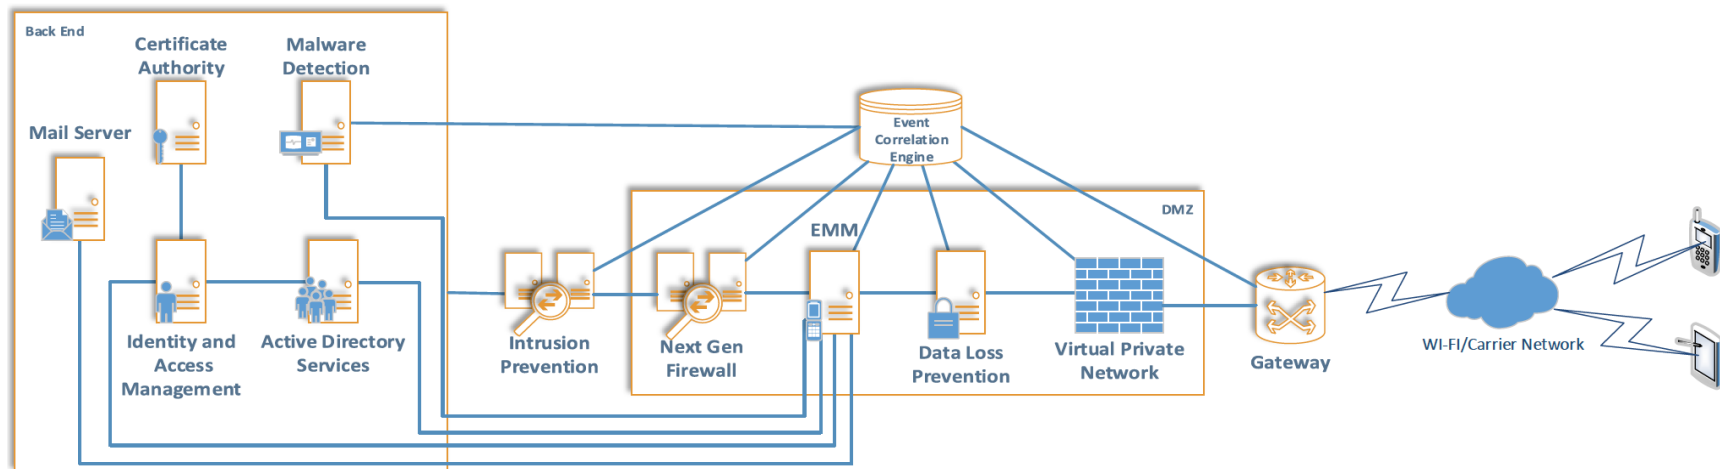 Back End
Certificate
Authority
Malware
Detection
Mail Server
Identity and
Access
Management
Active Directory
Services
Event
Correlation
Engine
Intrusion
Prevention
DMZ
EMM
Next Gen
Firewall
Data Loss
Prevention
Virtual Private
Network
Gateway
WI-FI/Carrier Network